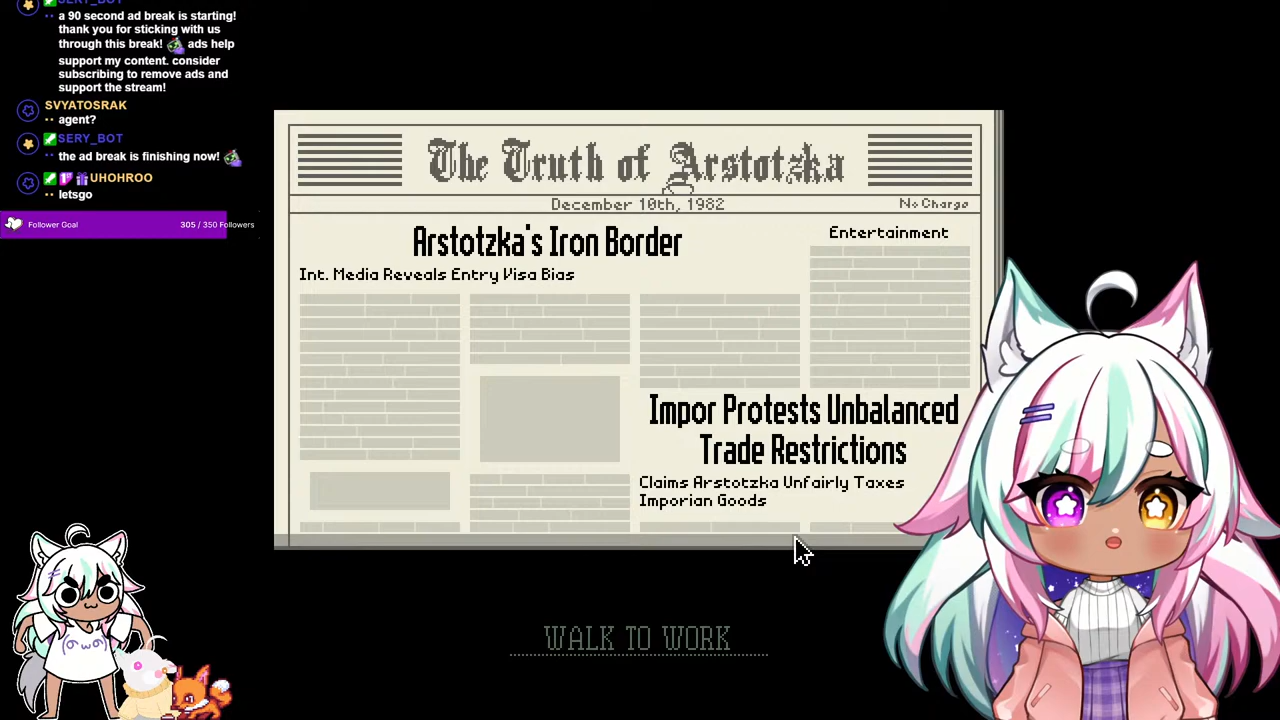 SERY_BOT
a 90 second ad break is starting!
thank you for sticking with us
through this break! ads help
support my content. consider
subscribing to remove ads and
support the stream!
SVYATOSRAK
agent?
SERY_BOT
the ad break is finishing now!
UHOHROO
letsgo
Follower Goal 305 / 350 Followers
The Truth of Arstotzka
December 10th, 1982
No Charge
Arstotzka's Iron Border
Int. Media Reveals Entry Visa Bias
Entertainment
Impor Protests Unbalanced
Trade Restrictions
Claims Arstotzka Unfairly Taxes
Imporian Goods
WALK TO WORK